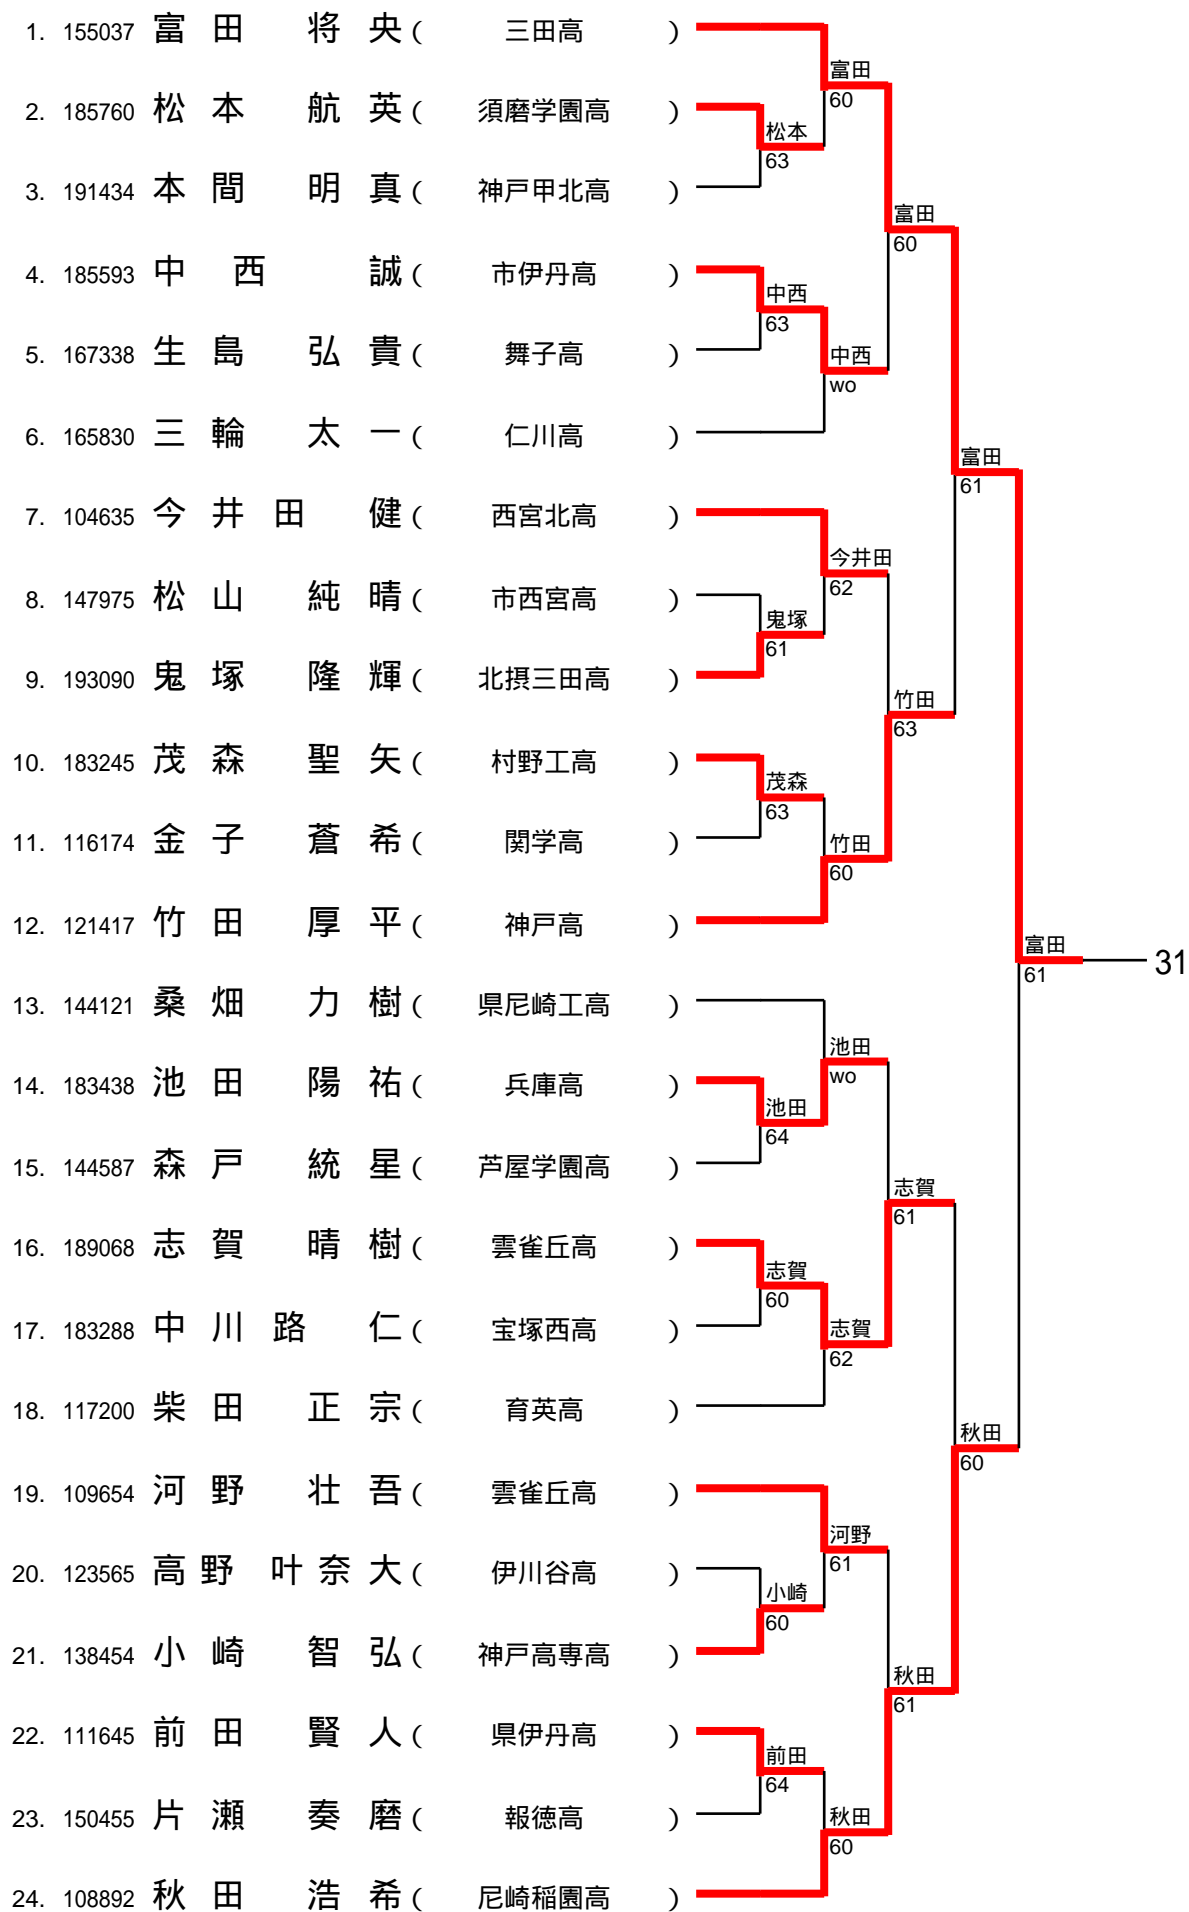 1. 155037 富田 将央 ( 三田高 )
富田
60
2. 185760 松本 航英 ( 須磨学園高 )
松本
63
3. 191434 本間 明真 ( 神戸甲北高 )
富田
60
4. 185593 中西 誠 ( 市伊丹高 )
中西
63
5. 167338 生島 弘貴 ( 舞子高 )
中西
wo
6. 165830 三輪 太一 ( 仁川高 )
富田
61
7. 104635 今井田 健 ( 西宮北高 )
今井田
62
8. 147975 松山 純晴 ( 市西宮高 )
鬼塚
61
9. 193090 鬼塚 隆輝 ( 北摂三田高 )
竹田
63
10. 183245 茂森 聖矢 ( 村野工高 )
茂森
63
11. 116174 金子 蒼希 ( 関学高 )
竹田
60
12. 121417 竹田 厚平 ( 神戸高 )
富田
61
31
13. 144121 桑畑 力樹 ( 県尼崎工高 )
池田
wo
14. 183438 池田 陽祐 ( 兵庫高 )
池田
64
15. 144587 森戸 統星 ( 芦屋学園高 )
志賀
61
16. 189068 志賀 晴樹 ( 雲雀丘高 )
志賀
60
17. 183288 中川路 仁 ( 宝塚西高 )
志賀
62
18. 117200 柴田 正宗 ( 育英高 )
秋田
60
19. 109654 河野 壮吾 ( 雲雀丘高 )
河野
61
20. 123565 高野 叶奈大 ( 伊川谷高 )
小崎
60
21. 138454 小崎 智弘 ( 神戸高専高 )
秋田
61
22. 111645 前田 賢人 ( 県伊丹高 )
前田
64
23. 150455 片瀬 奏磨 ( 報徳高 )
秋田
60
24. 108892 秋田 浩希 ( 尼崎稲園高 )